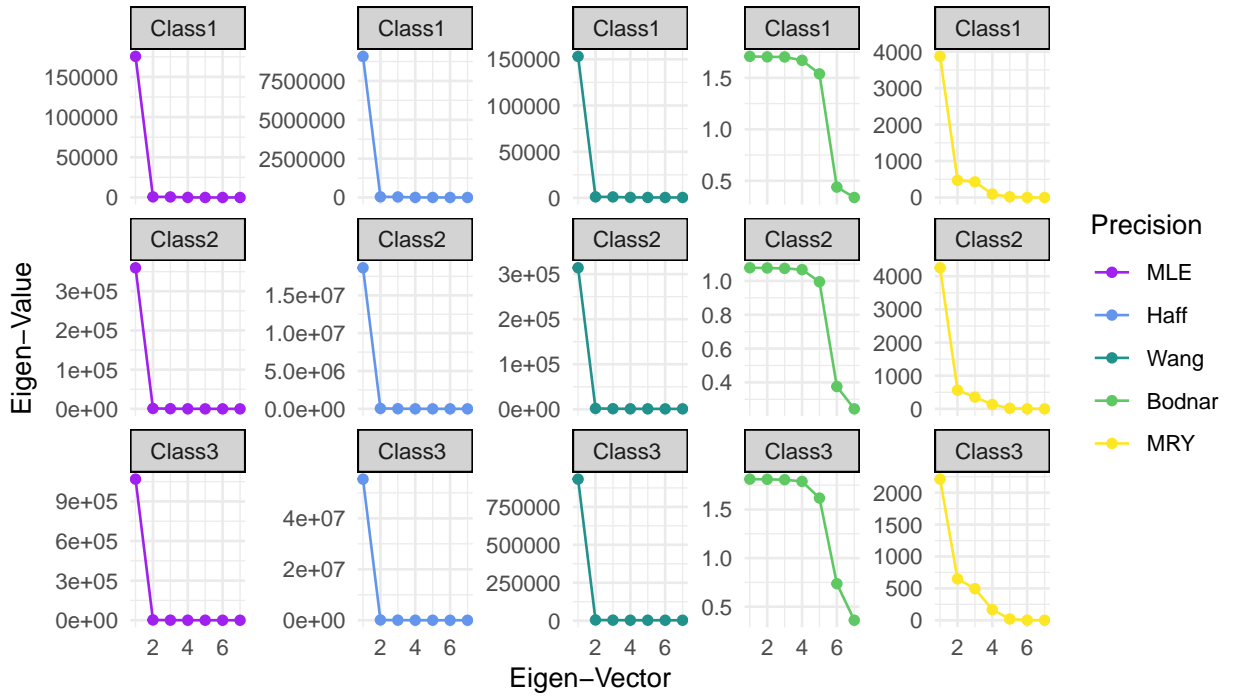 Class1 Class1 Class1 Class1 Class1
150000 100000 50000 0
7500000 5000000 2500000 0
150000 100000 50000 0
1.5 1.0 0.5
4000 3000 2000 1000 0
Class2 Class2 Class2 Class2 Class2
3e+05 2e+05 1e+05 0e+00
1.5e+07 1.0e+07 5.0e+06 0.0e+00
3e+05 2e+05 1e+05 0e+00
1.0 0.8 0.6 0.4
4000 3000 2000 1000 0
Class3 Class3 Class3 Class3 Class3
9e+05 6e+05 3e+05 0e+00
4e+07 2e+07 0e+00
750000 500000 250000 0
1.5 1.0 0.5
2000 1500 1000 500 0
2 4 6 2 4 6 2 4 6 2 4 6 2 4 6
Eigen−Vector
Eigen−Value
Precision
MLE
Haff
Wang
Bodnar
MRY